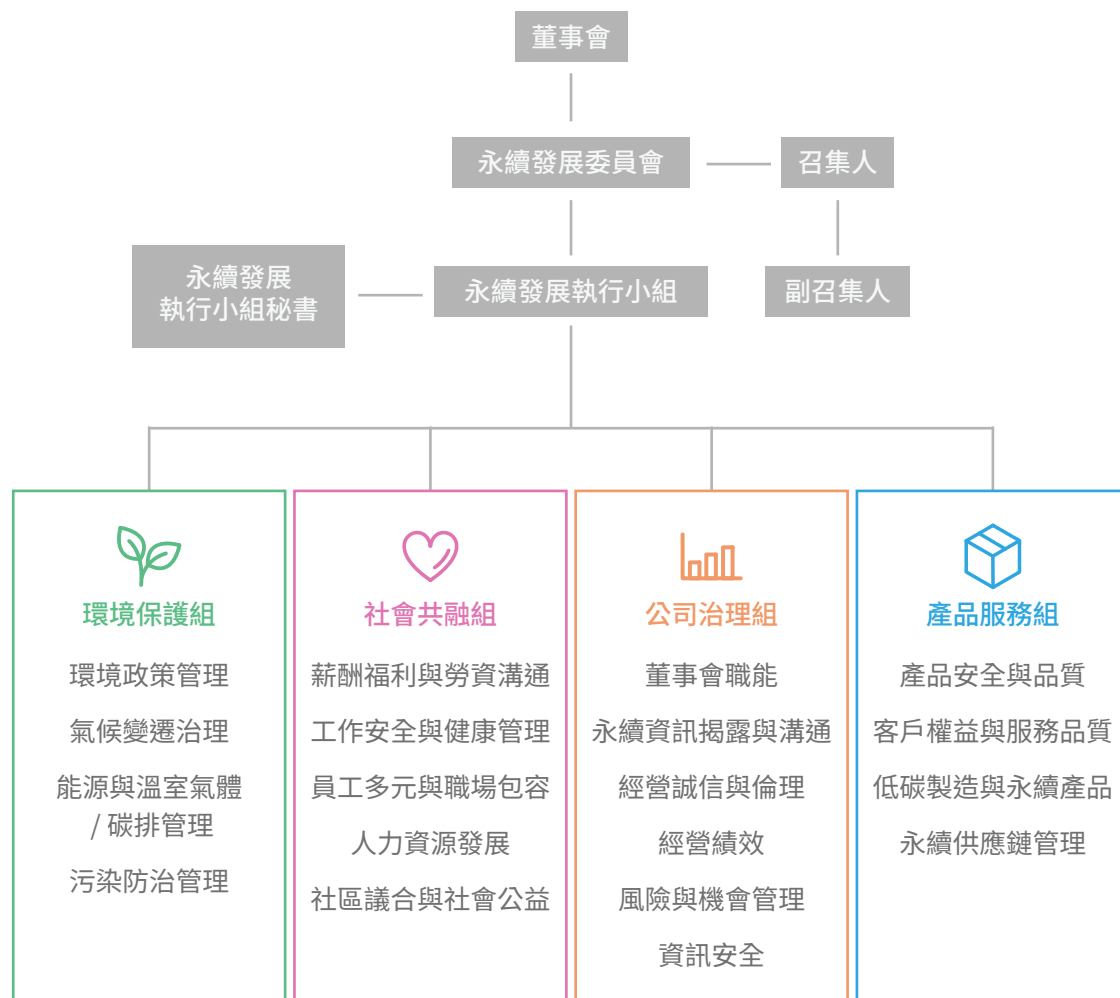 董事會
永續發展委員會
召集人
永續發展
執行小組秘書
永續發展執行小組
副召集人
環境保護組
環境政策管理
氣候變遷治理
能源與溫室氣體
/ 碳排管理
污染防治管理
社會共融組
薪酬福利與勞資溝通
工作安全與健康管理
員工多元與職場包容
人力資源發展
社區議合與社會公益
公司治理組
董事會職能
永續資訊揭露與溝通
經營誠信與倫理
經營績效
風險與機會管理
資訊安全
產品服務組
產品安全與品質
客戶權益與服務品質
低碳製造與永續產品
永續供應鏈管理